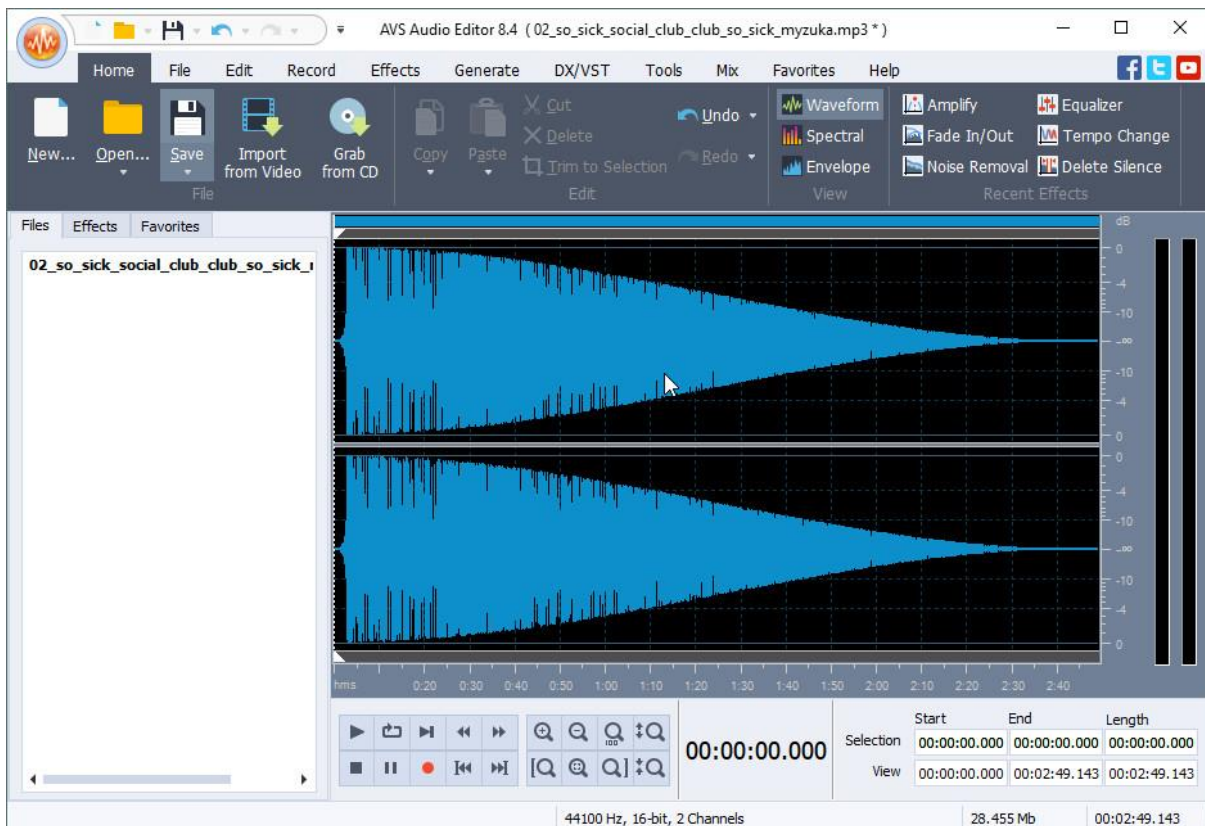 AVS Audio Editor 8.4 ( 02_so_sick_social_club_club_so_sick_myzuka.mp3 * )
Home File Edit Record Effects Generate DX/VST Tools Mix Favorites Help
New... Open... Save Import from Video Grab from CD
File
Copy Paste Cut Delete Trim to Selection Undo Redo
Edit
Waveform Spectral Envelope
View
Amplify Equalizer
Fade In/Out Tempo Change
Noise Removal Delete Silence
Recent Effects
Files Effects Favorites
02_so_sick_social_club_club_so_sick_
dB
0
-4
-10
-∞
-10
-4
0
0
-4
-10
-∞
-10
-4
0
hms 0:20 0:30 0:40 0:50 1:00 1:10 1:20 1:30 1:40 1:50 2:00 2:10 2:20 2:30 2:40
100
00:00:00.000
Start End Length
Selection 00:00:00.000 00:00:00.000 00:00:00.000
View 00:00:00.000 00:02:49.143 00:02:49.143
44100 Hz, 16-bit, 2 Channels 28.455 Mb 00:02:49.143